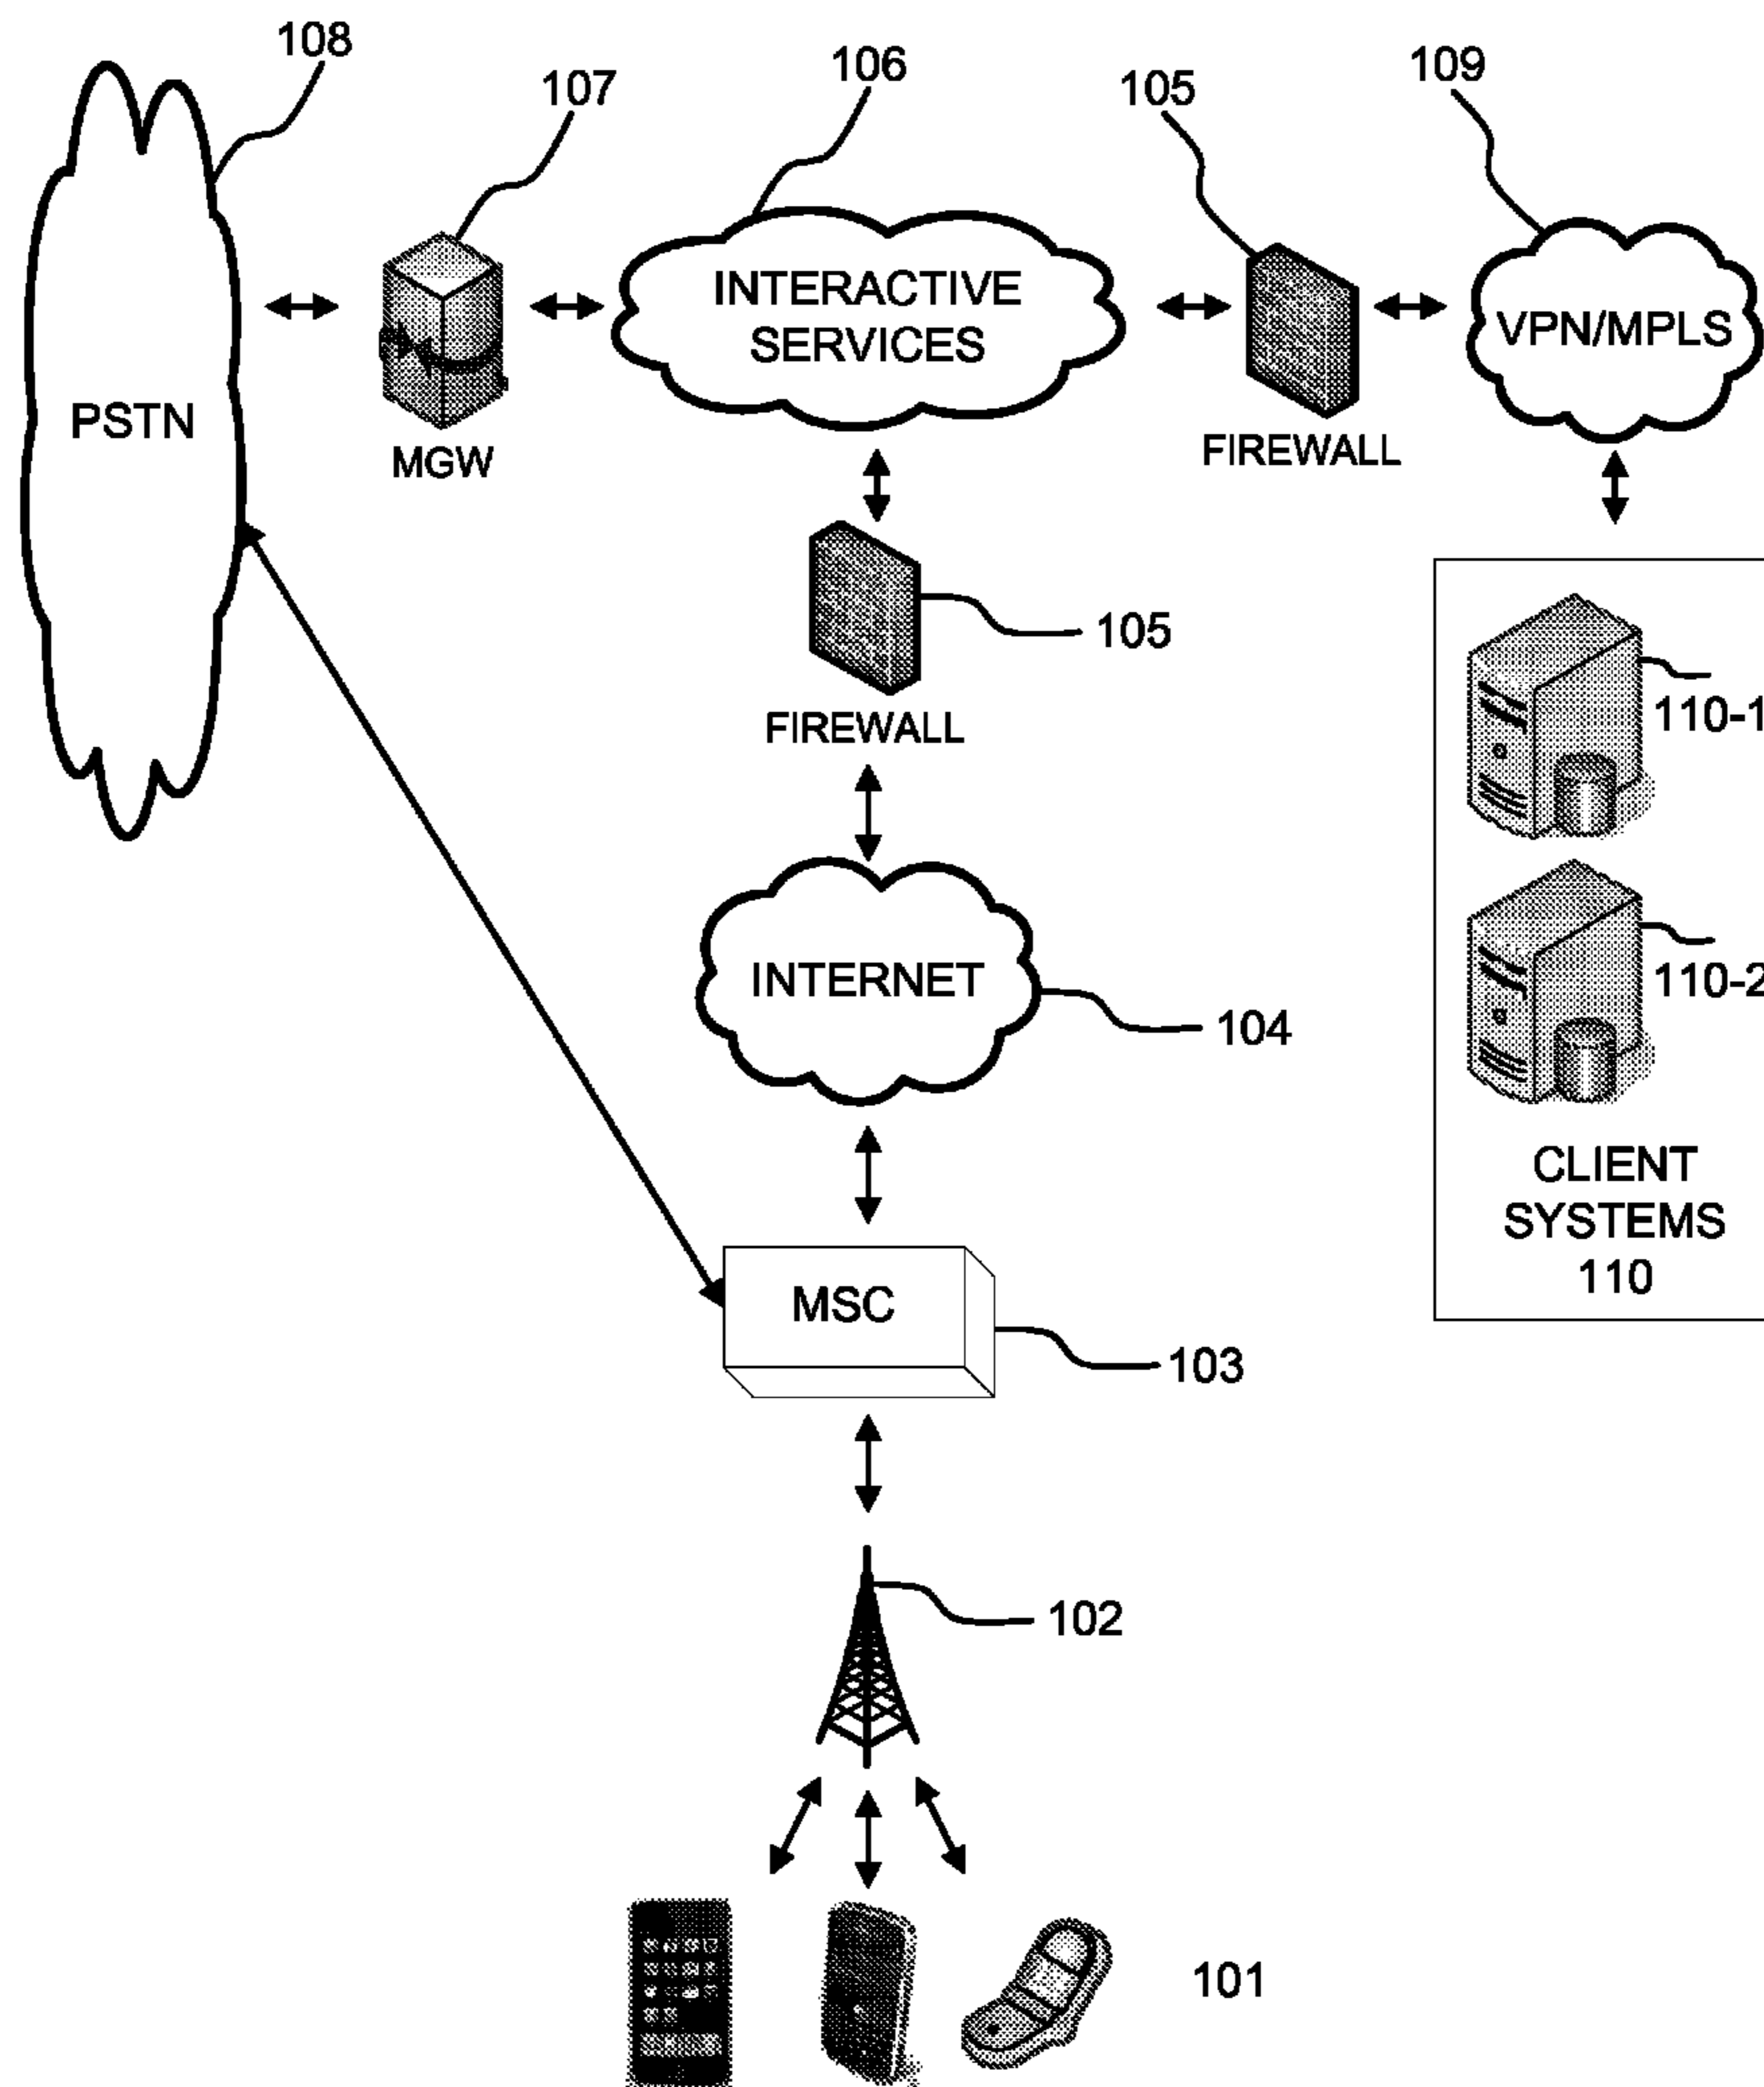 108
107
106
105
109
INTERACTIVE
SERVICES
VPN/MPLS
PSTN
MGW
FIREWALL
105
FIREWALL
110-1
INTERNET
110-2
104
CLIENT
SYSTEMS
110
MSC
103
102
101